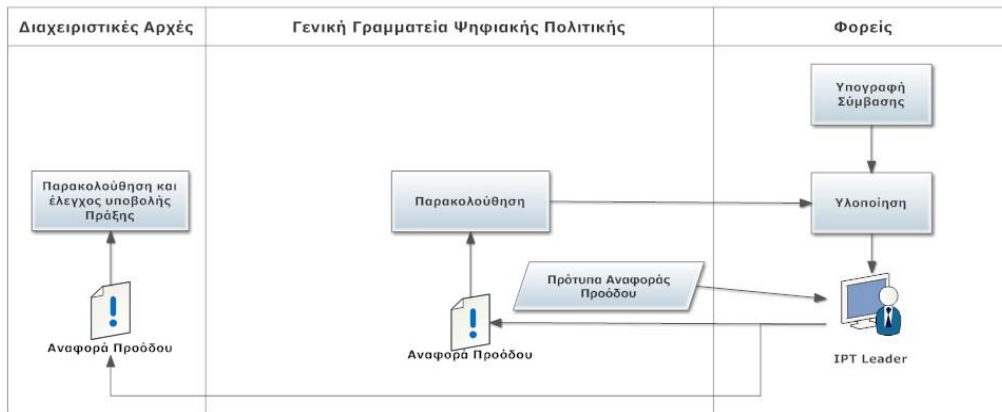 Διαχειριστικές Αρχές
Γενική Γραμματεία Ψηφιακής Πολιτικής
Φορείς
Υπογραφή
Σύμβασης
Παρακολούθηση και
έλεγχος υποβολής
Πράξης
Παρακολούθηση
Υλοποίηση
Πρότυπα Αναφοράς
Προόδου
Αναφορά Προόδου
Αναφορά Προόδου
IPT Leader